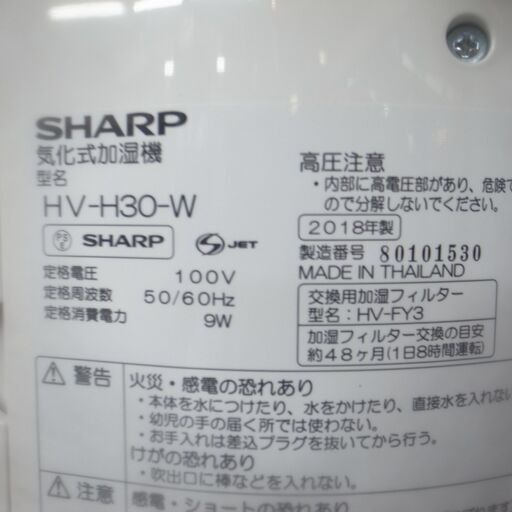 SHARP
気化式加湿機
型名
HV-H30-W
PS E SHARP S JET
定格電圧 100V
定格周波数 50/60Hz
定格消費電力 9W
高圧注意
・内部に高電圧部があり、危険で
ので分解しないでください。
2018年製
製造番号 80101530
MADE IN THAILAND
交換用加湿フィルター
型名：HV-FY3
加湿フィルター交換の目安
約48ヶ月(1日8時間運転)
警告
火災・感電の恐れあり
・本体を水につけたり、水をかけたり、直接水を入れない
・幼児の手の届く所では使わない。
・お手入れは差込プラグを抜いてから行う。
けがの恐れあり
・吹出口に棒などを入れない。
注意
感電・ショートの恐れあり